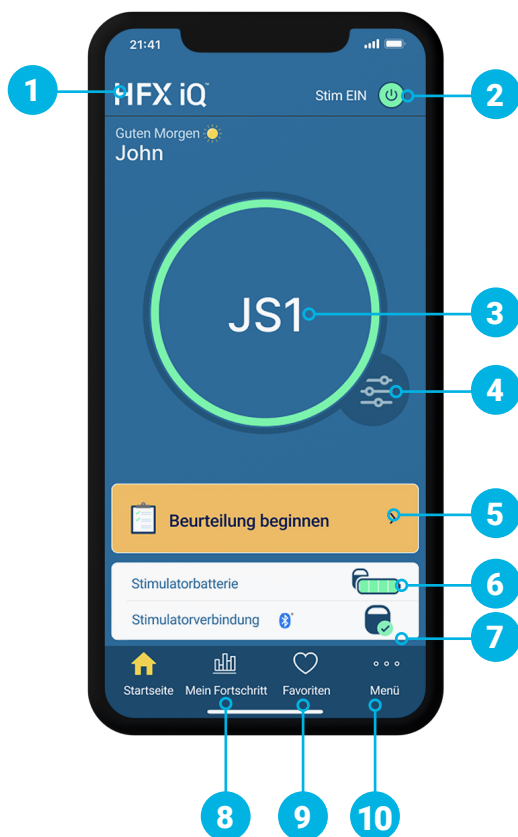 21:41
1
HFX iQ™
Stim EIN
2
Guten Morgen
John
JS1
3
4
Beurteilung beginnen
5
Stimulatorbatterie
6
Stimulatorverbindung
7
Startseite Mein Fortschritt Favoriten Menü
8 9 10